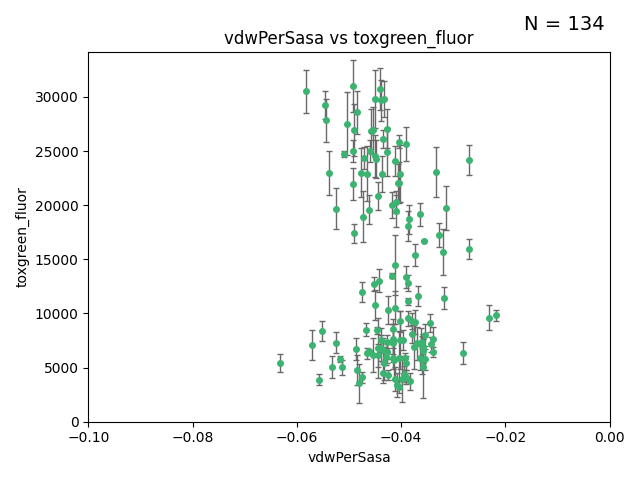 N = 134
vdwPerSasa vs toxgreen_fluor
toxgreen_fluor
30000
25000
20000
15000
10000
5000
0
−0.10 −0.08 −0.06 −0.04 −0.02 0.00
vdwPerSasa